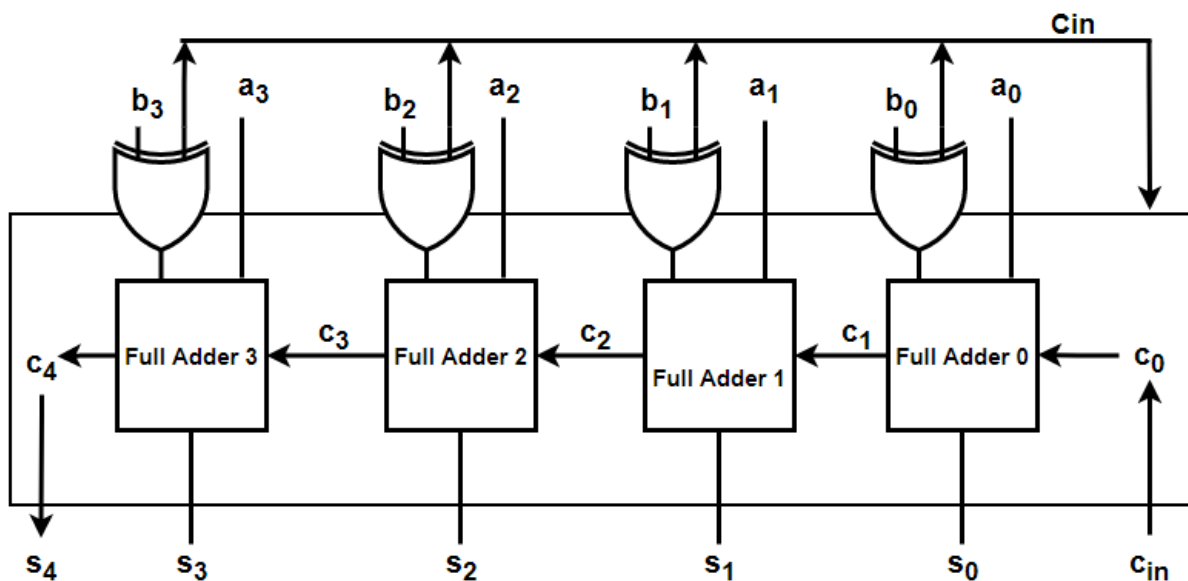 Cin
b3 a3 b2 a2 b1 a1 b0 a0
c4 Full Adder 3 c3 Full Adder 2 c2 Full Adder 1 c1 Full Adder 0 c0
s4 s3 s2 s1 s0 cin